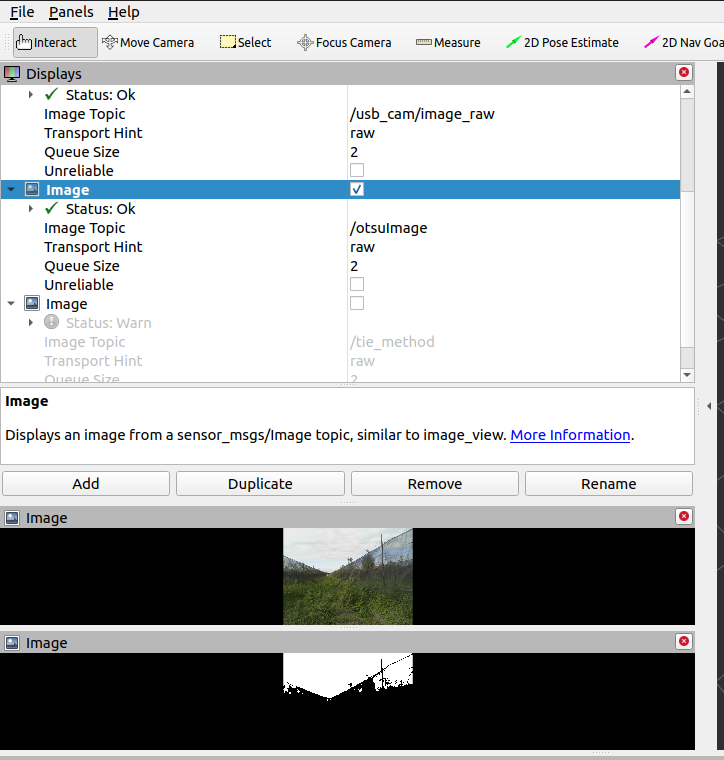 File Panels Help
Interact Move Camera Select Focus Camera Measure 2D Pose Estimate 2D Nav Goa
Displays
Status: Ok
Image Topic /usb_cam/image_raw
Transport Hint raw
Queue Size 2
Unreliable
Image
Status: Ok
Image Topic /otsuImage
Transport Hint raw
Queue Size 2
Unreliable
Image
Status: Warn
Image Topic /tie_method
Transport Hint raw
Queue Size 2
Image
Displays an image from a sensor_msgs/Image topic, similar to image_view. More Information.
Add Duplicate Remove Rename
Image
Image